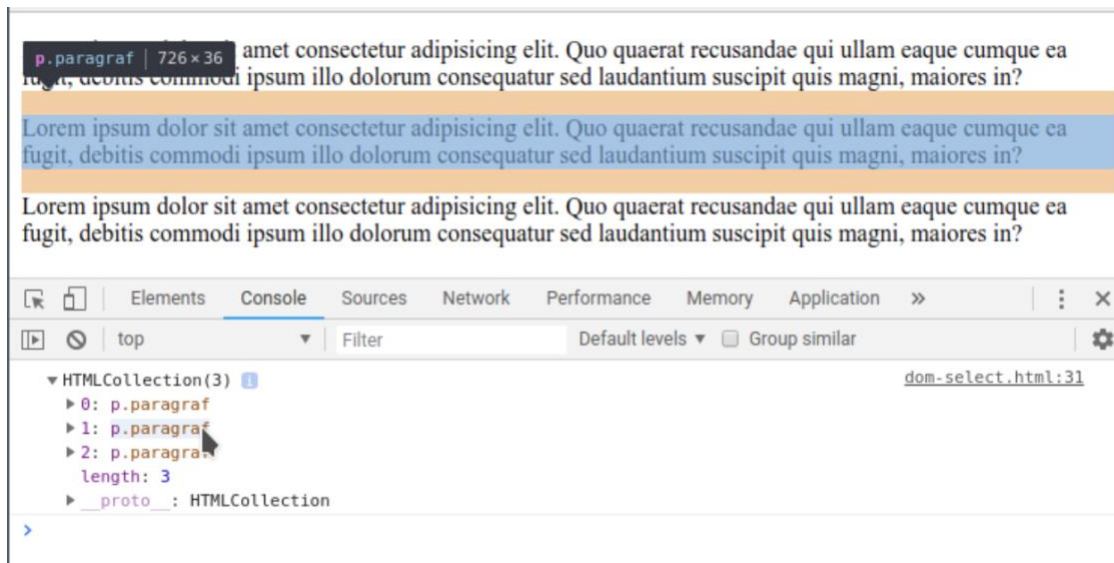 p.paragraf | 726×36
amet consectetur adipisicing elit. Quo quaerat recusandae qui ullam eaque cumque ea
fugit, debitis commodi ipsum illo dolorum consequatur sed laudantium suscipit quis magni, maiores in?
Lorem ipsum dolor sit amet consectetur adipisicing elit. Quo quaerat recusandae qui ullam eaque cumque ea
fugit, debitis commodi ipsum illo dolorum consequatur sed laudantium suscipit quis magni, maiores in?
Lorem ipsum dolor sit amet consectetur adipisicing elit. Quo quaerat recusandae qui ullam eaque cumque ea
fugit, debitis commodi ipsum illo dolorum consequatur sed laudantium suscipit quis magni, maiores in?
Elements Console Sources Network Performance Memory Application »
top Filter Default levels Group similar
HTMLCollection(3) dom-select.html:31
0: p.paragraf
1: p.paragraf
2: p.paragraf
length: 3
__proto__: HTMLCollection